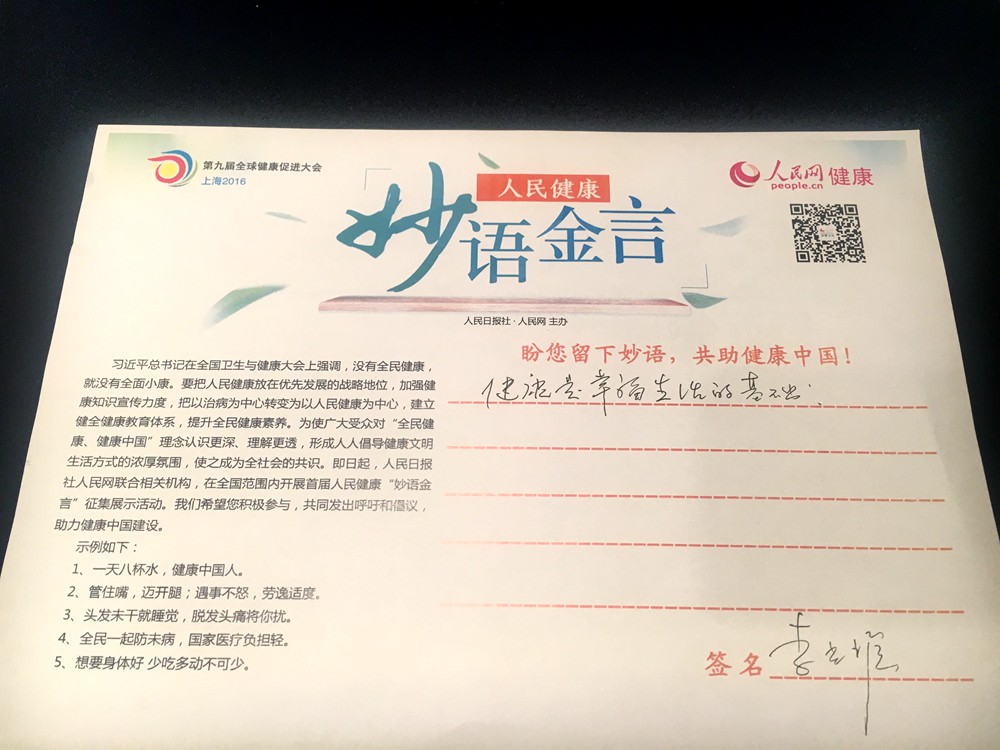 第九届全球健康促进大会
上海2016
人民健康
妙语金言
人民网 健康
people.cn
人民日报社·人民网 主办
习近平总书记在全国卫生与健康大会上强调，没有全民健康，
就没有全面小康。要把人民健康放在优先发展的战略地位，加强健
康知识宣传力度，把以治病为中心转变为以人民健康为中心，建立
健全健康教育体系，提升全民健康素养。为使广大受众对“全民健
康、健康中国”理念认识更深、理解更透，形成人人倡导健康文明
生活方式的浓厚氛围，使之成为全社会的共识。即日起，人民日报
社人民网联合相关机构，在全国范围内开展首届人民健康“妙语金
言”征集展示活动。我们希望您积极参与，共同发出呼吁和倡议，
助力健康中国建设。
示例如下：
1、一天八杯水，健康中国人。
2、管住嘴，迈开腿；遇事不怒，劳逸适度。
3、头发未干就睡觉，脱发头痛将你扰。
4、全民一起防未病，国家医疗负担轻。
5、想要身体好 少吃多动不可少。
盼您留下妙语，共助健康中国！
健康是幸福生活的基础.
签名 李